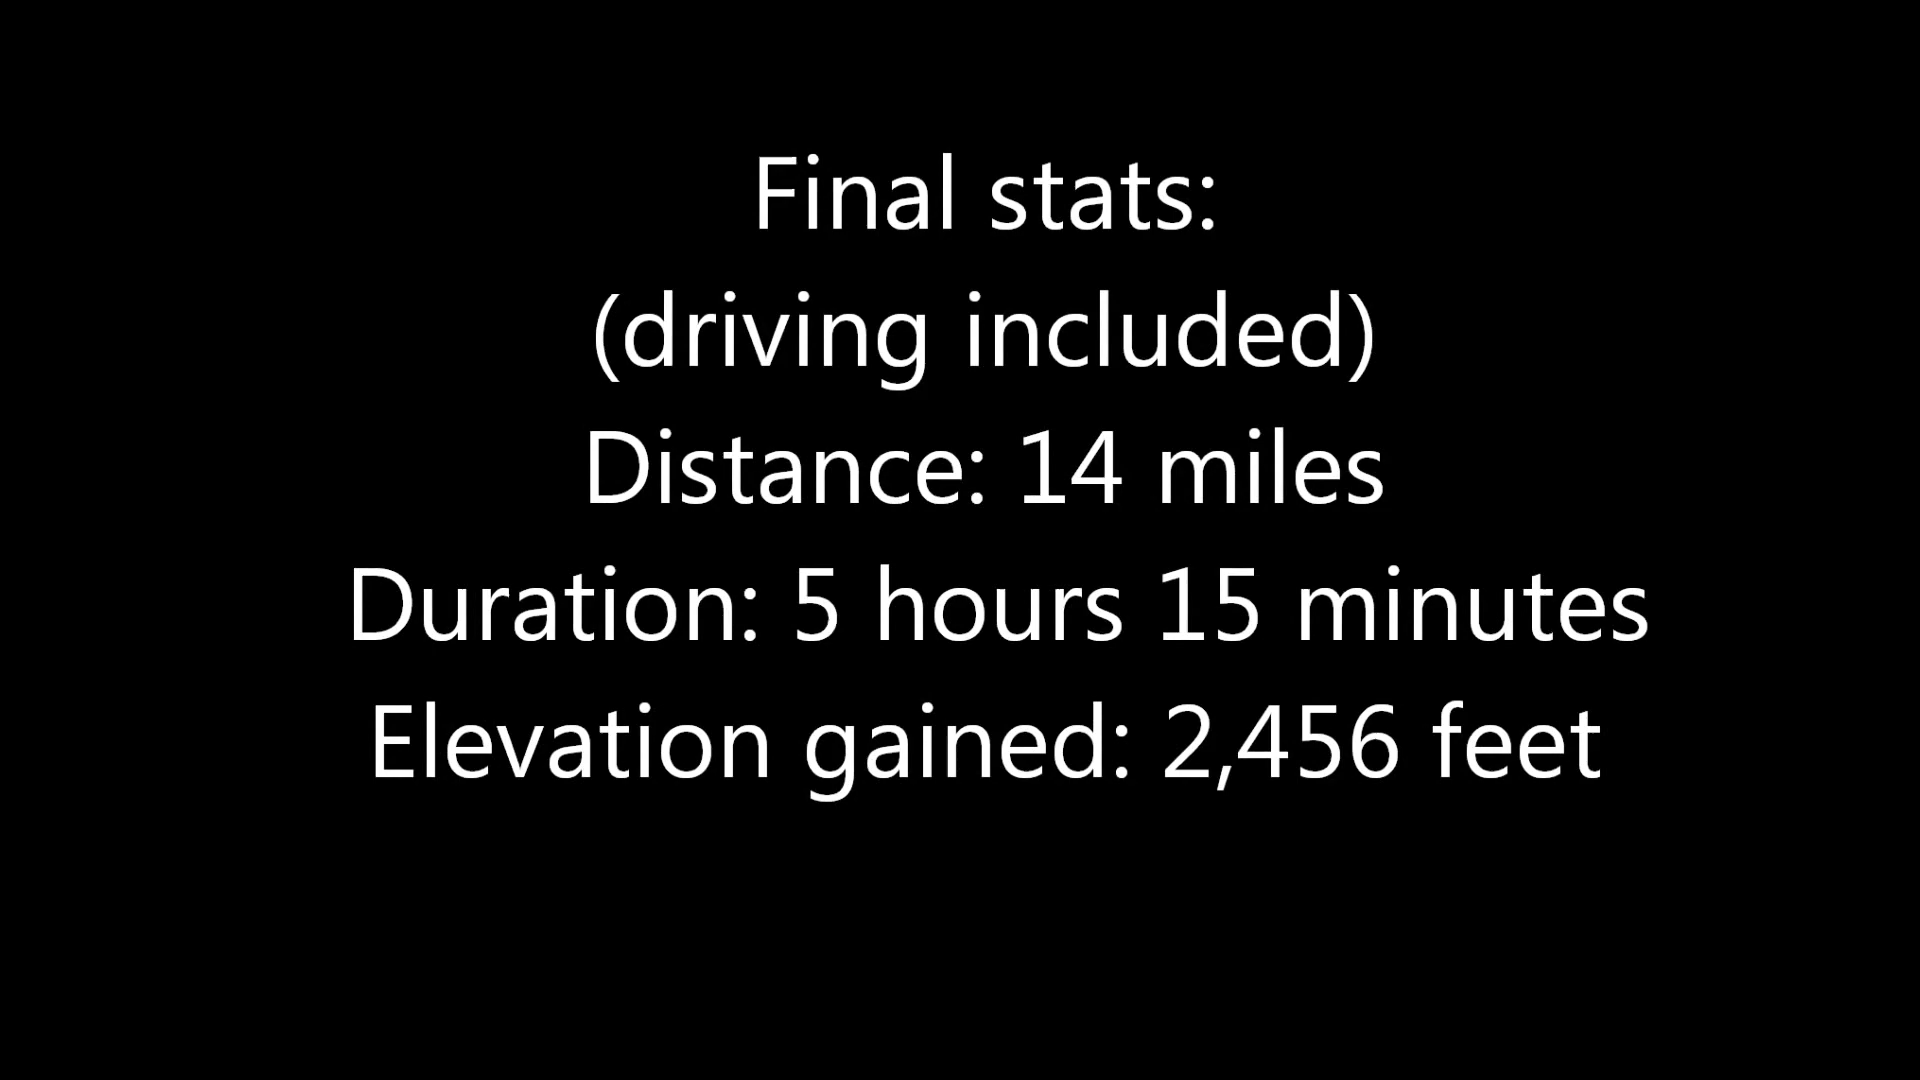 Final stats:
(driving included)
Distance: 14 miles
Duration: 5 hours 15 minutes
Elevation gained: 2,456 feet